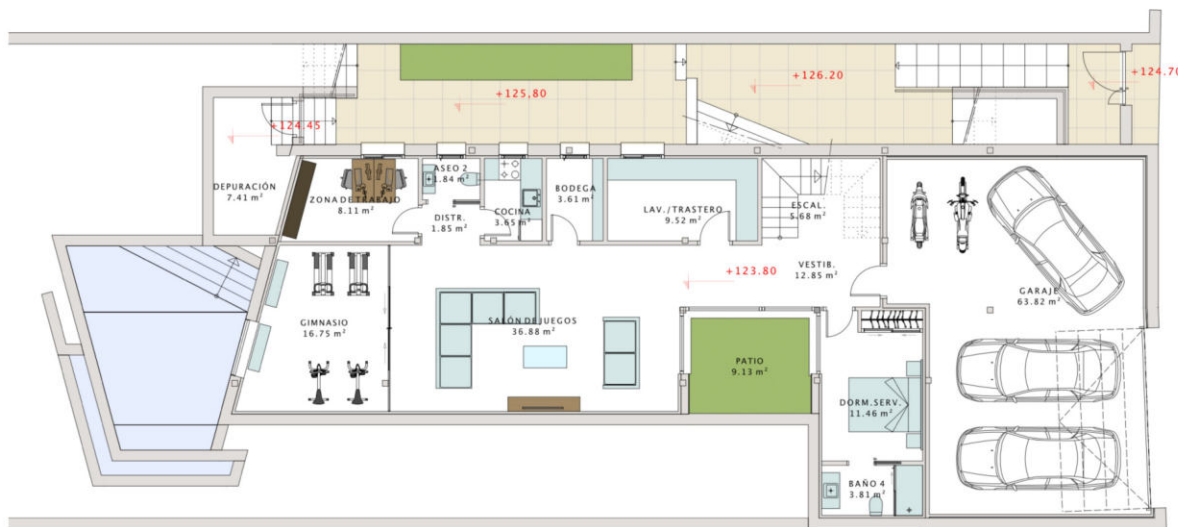 +126.20
+124.70
+125.80
+124.45
ASEO 2
1.84 m²
DEPURACIÓN
7.41 m²
ZONA DE TRABAJO
8.11 m²
BODEGA
3.61 m²
DISTR.
1.85 m²
COCINA
3.65 m²
LAV./TRASTERO
9.52 m²
ESCAL.
5.68 m²
VESTIB.
12.85 m²
+123.80
GARAJE
63.82 m²
GIMNASIO
16.75 m²
SALÓN DE JUEGOS
36.88 m²
PATIO
9.13 m²
DORM.SERV.
11.46 m²
BAÑO 4
3.81 m²